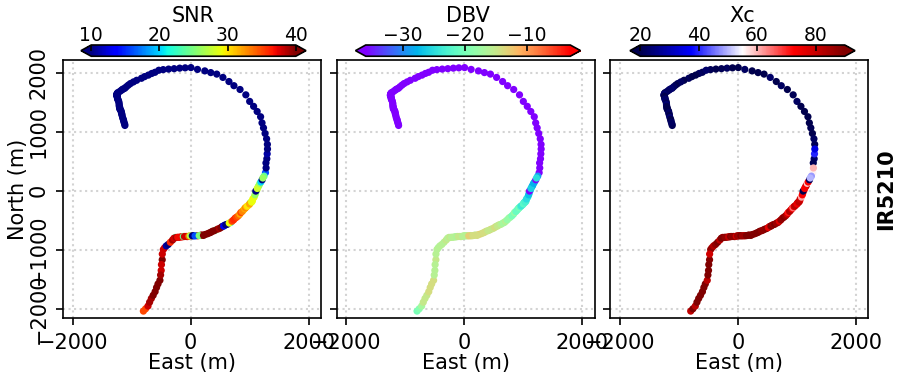 SNR DBV Xc
10 20 30 40 −30 −20 −10 20 40 60 80
2000
1000
0
−1000
−2000
North (m)
IR5210
−2000 0 2000 −2000 0 2000 −2000 0 2000
East (m) East (m) East (m)